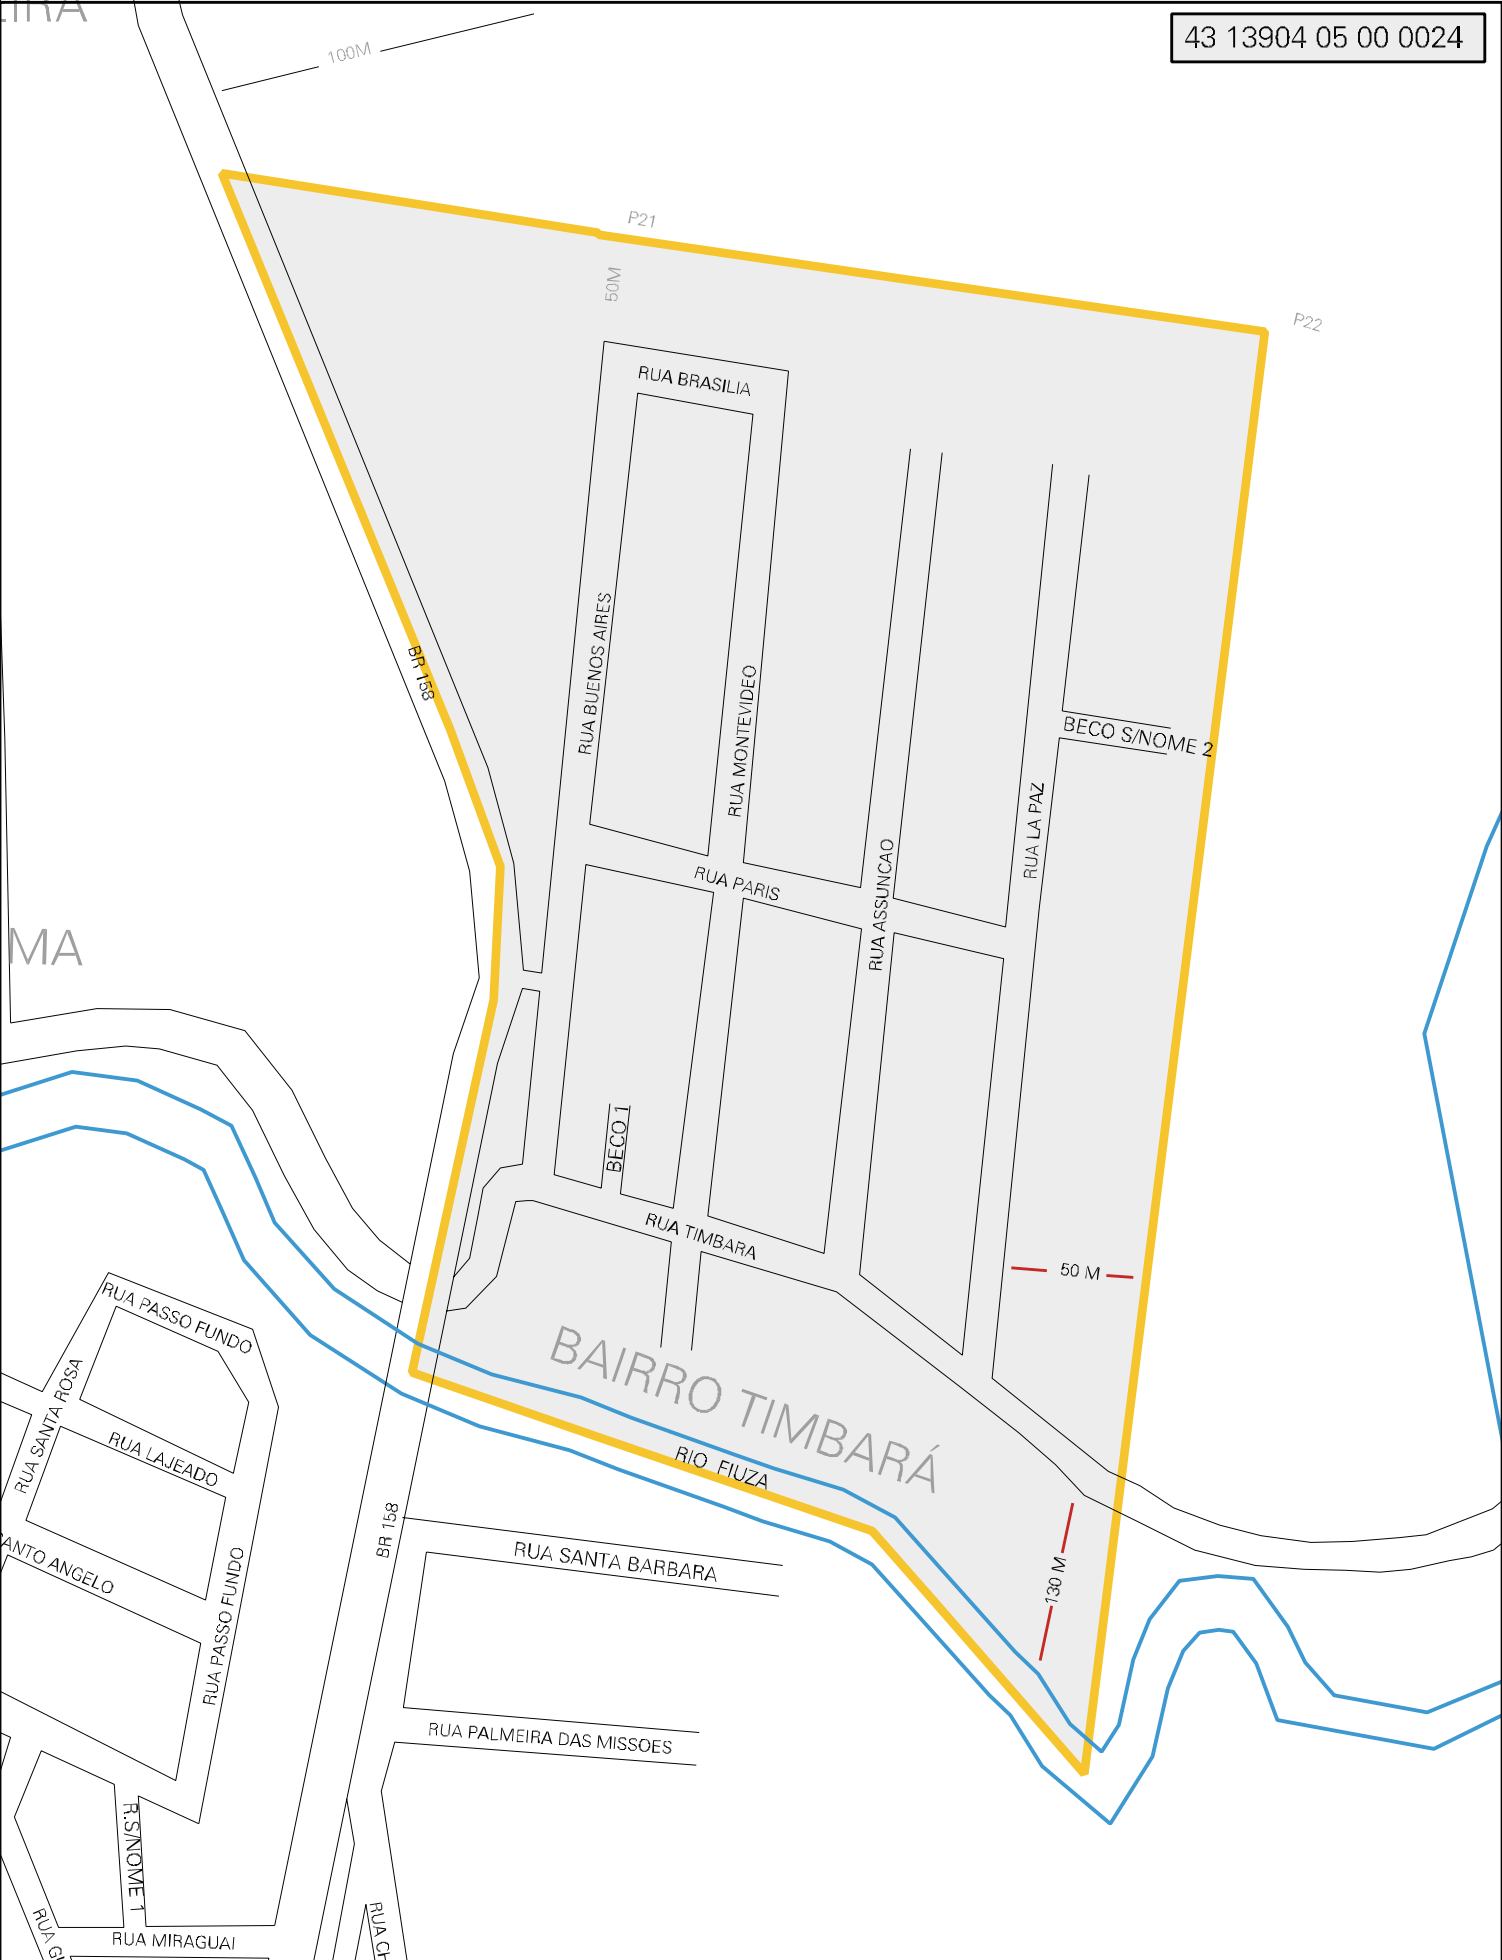 43 13904 05 00 0024
100M
P21
50M
P22
RUA BRASILIA
RUA BUENOS AIRES
BR 158
RUA MONTEVIDEO
BECO S/NOME 2
RUA LA PAZ
RUA PARIS
RUA ASSUNCAO
MA
BECO 1
RUA TIMBARA
50 M
RUA PASSO FUNDO
BAIRRO TIMBARÁ
RUA SANTA ROSA
RUA LAJEADO
RIO FIUZA
BR 158
RUA SANTA BARBARA
130 M
ANTO ANGELO
RUA PASSO FUNDO
RUA PALMEIRA DAS MISSOES
R.S/NOME 1
RUA MIRAGUAI